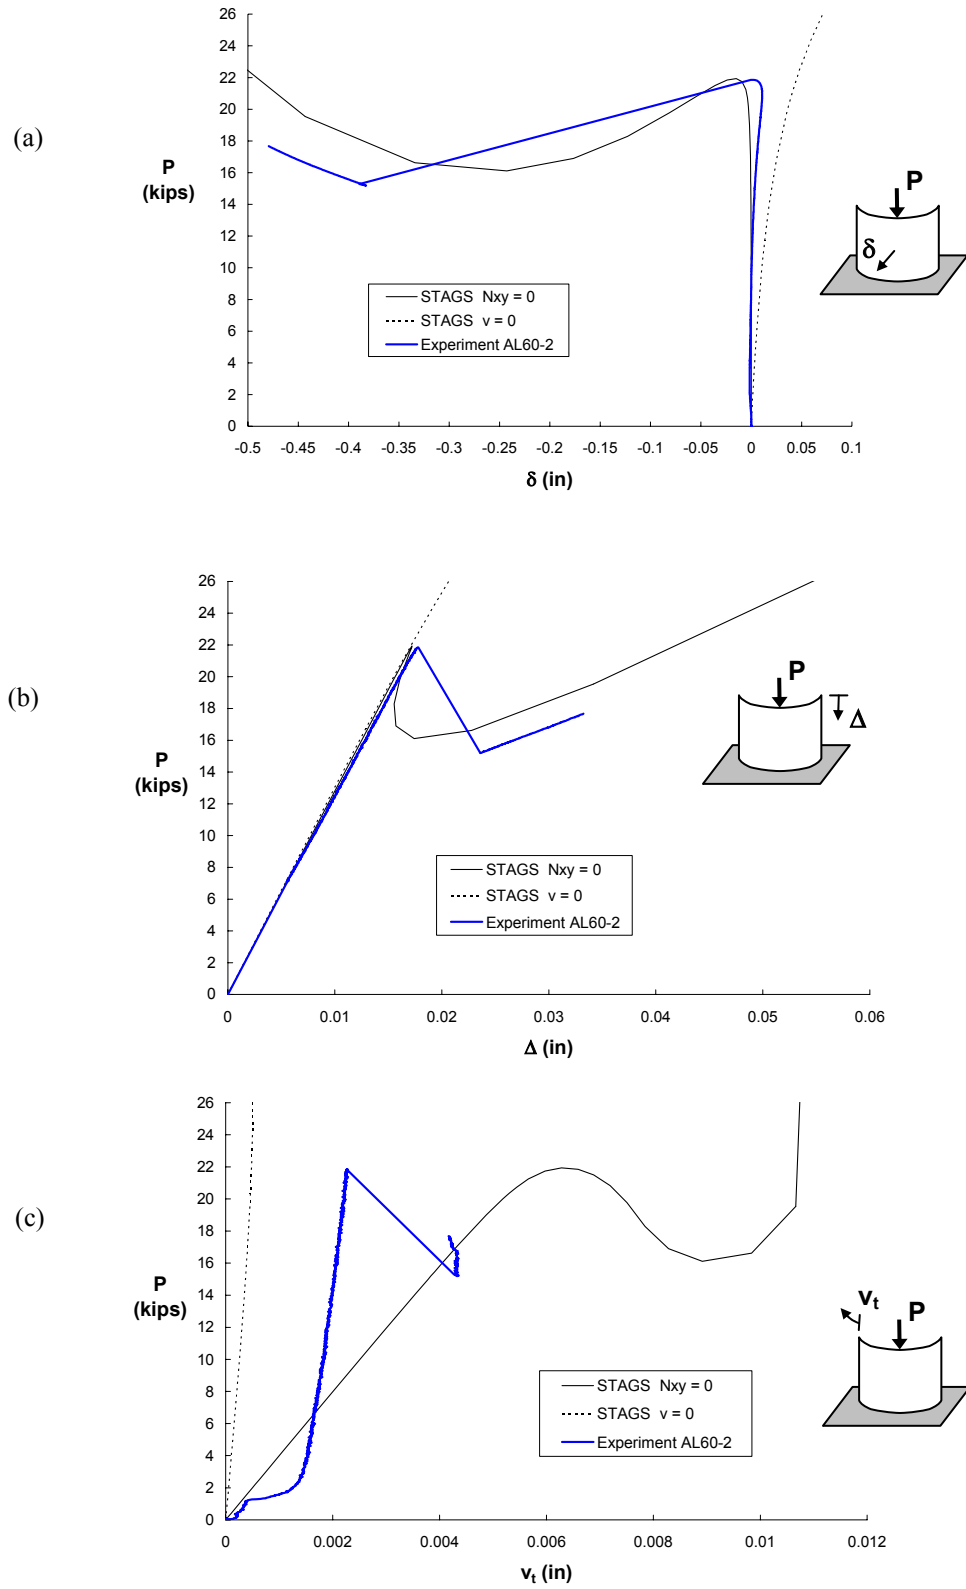 (a)
P
(kips)
26
24
22
20
18
16
14
12
10
8
6
4
2
0
-0.5 -0.45 -0.4 -0.35 -0.3 -0.25 -0.2 -0.15 -0.1 -0.05 0 0.05 0.1
δ (in)
STAGS Nxy = 0
STAGS v = 0
Experiment AL60-2
P
δ
(b)
P
(kips)
26
24
22
20
18
16
14
12
10
8
6
4
2
0
0 0.01 0.02 0.03 0.04 0.05 0.06
Δ (in)
STAGS Nxy = 0
STAGS v = 0
Experiment AL60-2
P
Δ
(c)
P
(kips)
26
24
22
20
18
16
14
12
10
8
6
4
2
0
0 0.002 0.004 0.006 0.008 0.01 0.012
vt (in)
STAGS Nxy = 0
STAGS v = 0
Experiment AL60-2
vt
P